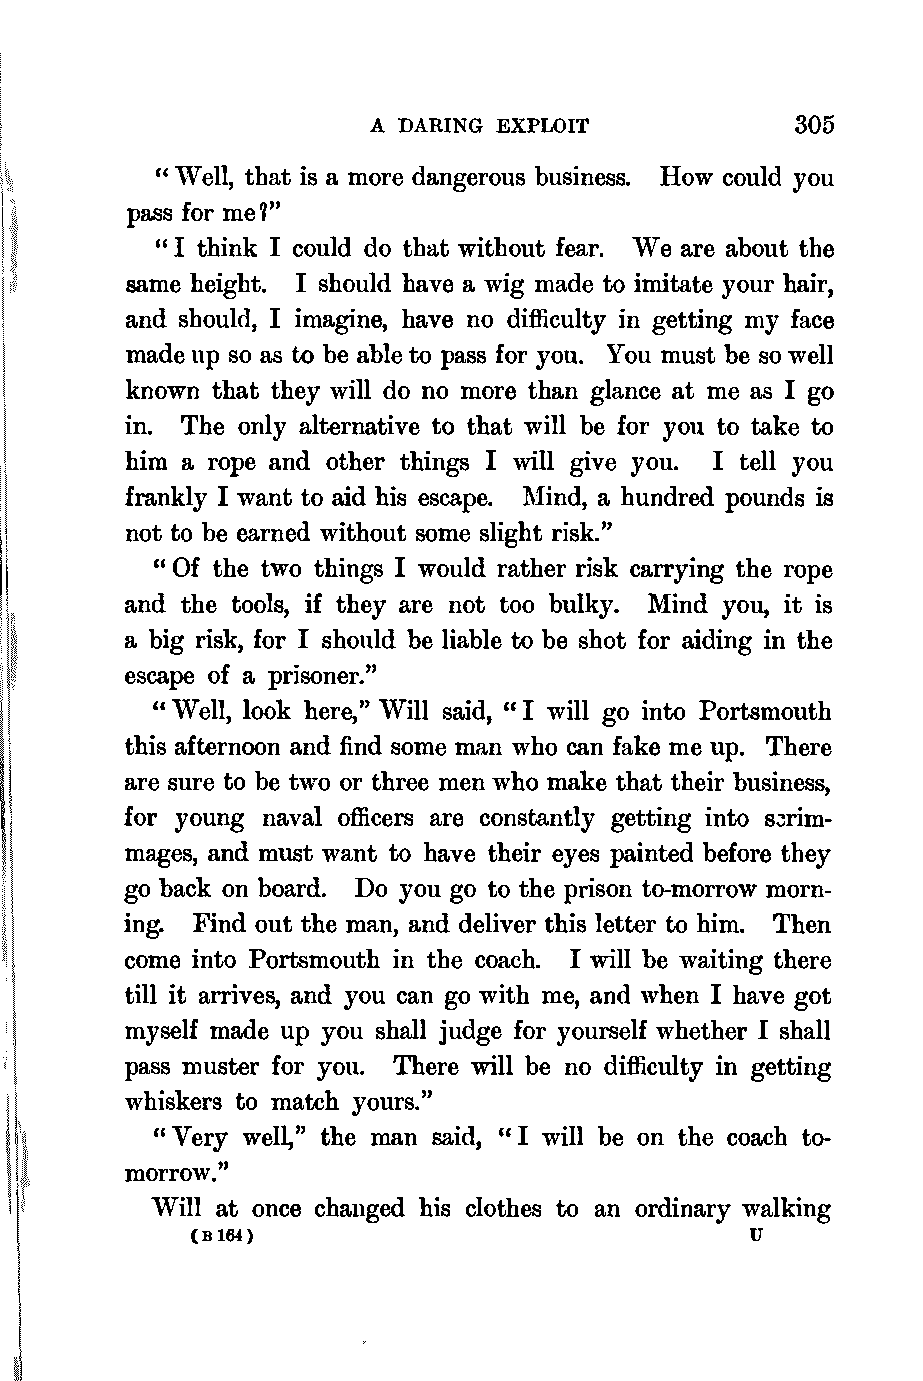 A DARING EXPLOIT 305
“Well, that is a more dangerous business. How could you
pass for me?”
“I think I could do that without fear. We are about the
same height. I should have a wig made to imitate your hair,
and should, I imagine, have no difficulty in getting my face
made up so as to be able to pass for you. You must be so well
known that they will do no more than glance at me as I go
in. The only alternative to that will be for you to take to
him a rope and other things I will give you. I tell you
frankly I want to aid his escape. Mind, a hundred pounds is
not to be earned without some slight risk.”
“Of the two things I would rather risk carrying the rope
and the tools, if they are not too bulky. Mind you, it is
a big risk, for I should be liable to be shot for aiding in the
escape of a prisoner.”
“Well, look here,” Will said, “I will go into Portsmouth
this afternoon and find some man who can fake me up. There
are sure to be two or three men who make that their business,
for young naval officers are constantly getting into scrim-
mages, and must want to have their eyes painted before they
go back on board. Do you go to the prison to-morrow morn-
ing. Find out the man, and deliver this letter to him. Then
come into Portsmouth in the coach. I will be waiting there
till it arrives, and you can go with me, and when I have got
myself made up you shall judge for yourself whether I shall
pass muster for you. There will be no difficulty in getting
whiskers to match yours.”
“Very well,” the man said, “I will be on the coach to-
morrow.”
Will at once changed his clothes to an ordinary walking
(B 164) U